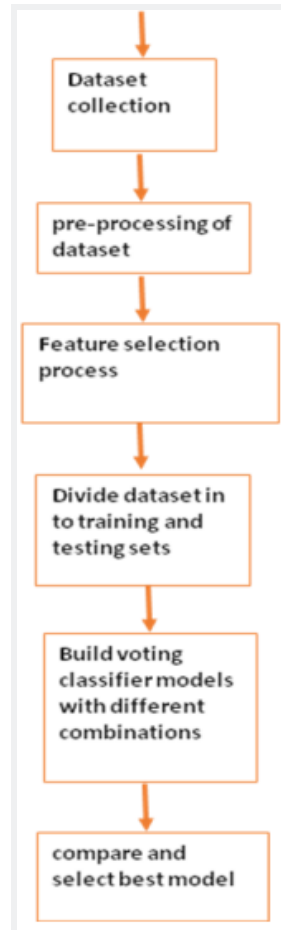 Dataset
collection
pre-processing of
dataset
Feature selection
process
Divide dataset in
to training and
testing sets
Build voting
classifier models
with different
combinations
compare and
select best model